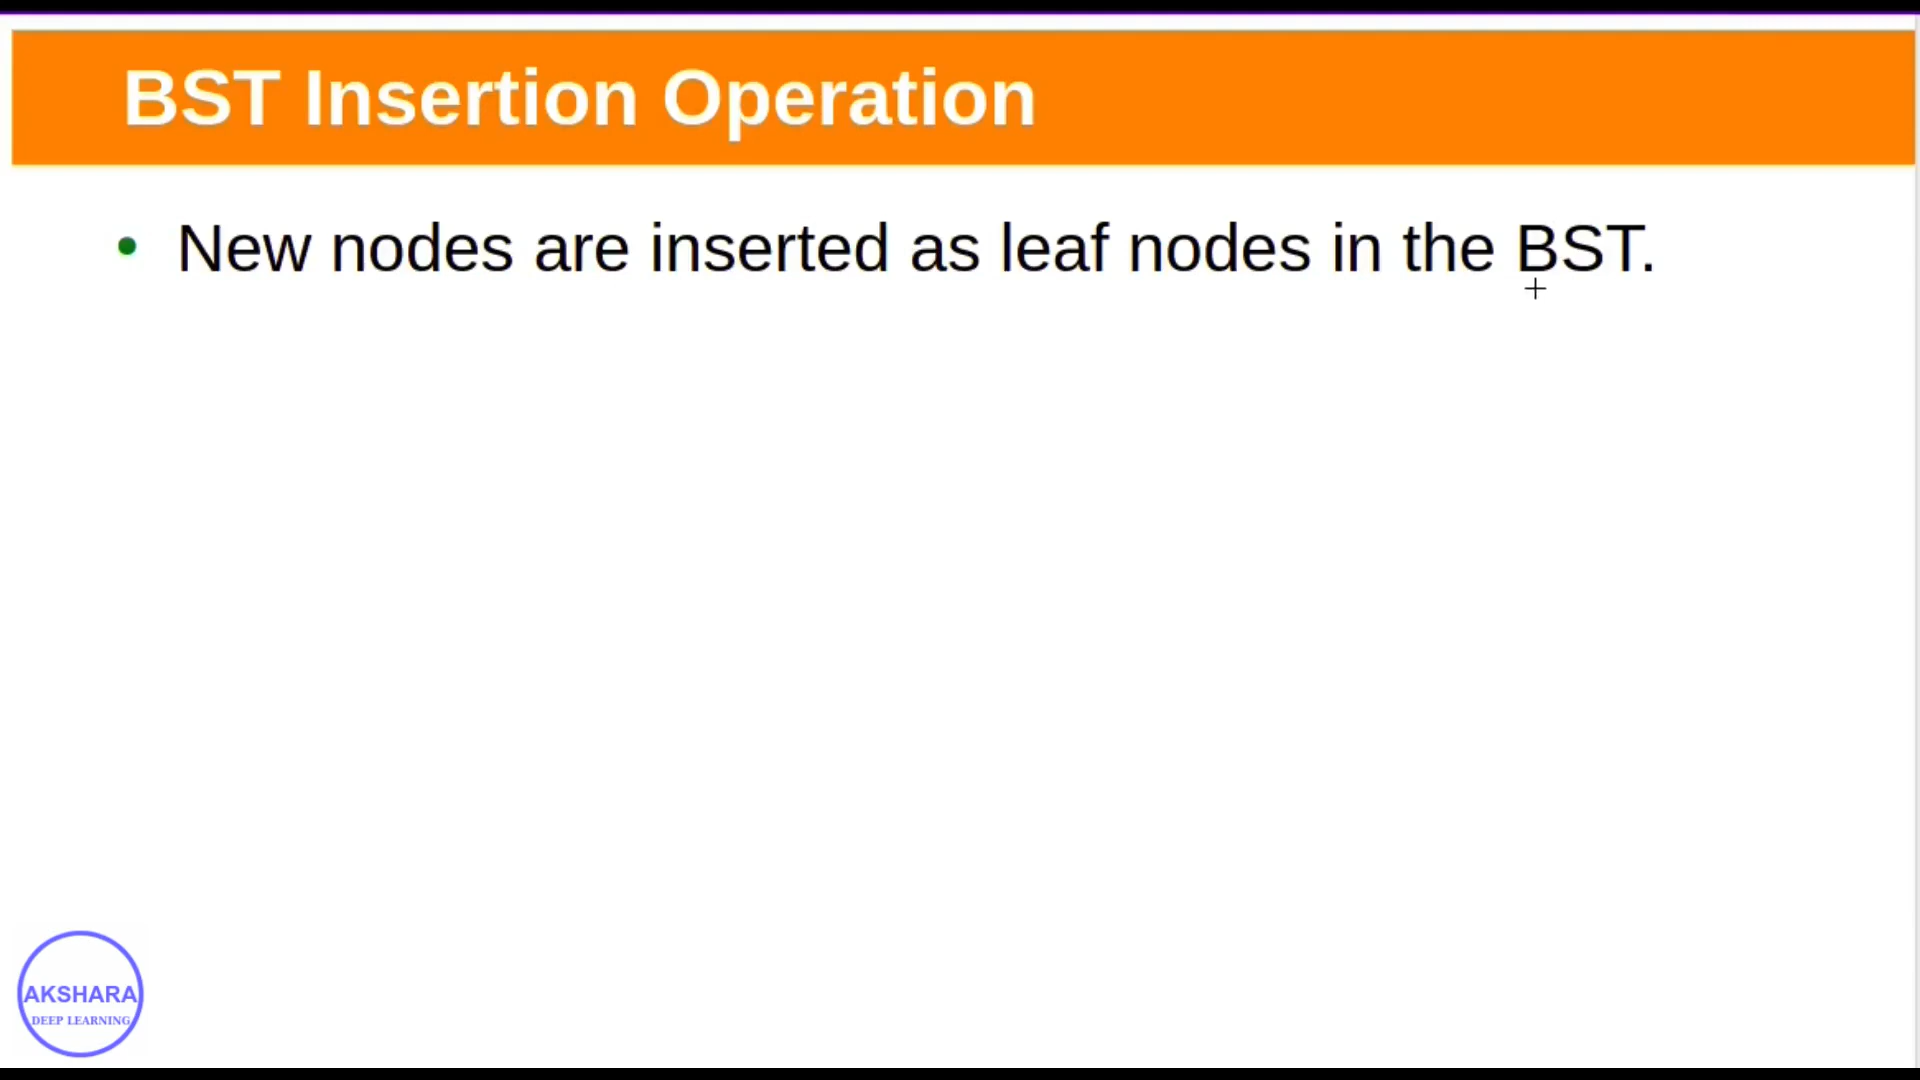 BST Insertion Operation
• New nodes are inserted as leaf nodes in the BST.
AKSHARA
DEEP LEARNING